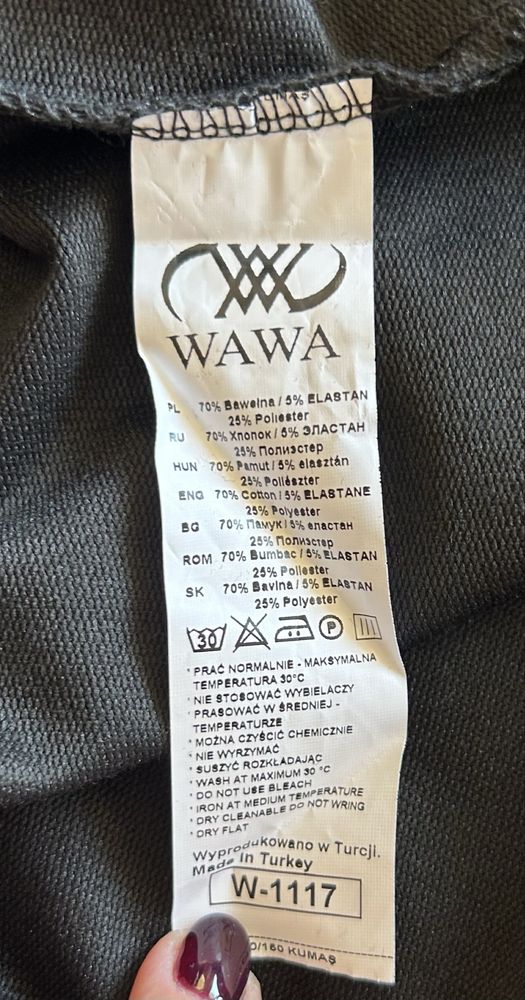 WAWA
PL 70% Bawełna / 5% ELASTAN
25% Poliester
RU 70% Хлопок / 5% ЭЛАСТАН
25% Полиэстер
HUN 70% Pamut / 5% elasztán
25% Poliészter
ENG 70% Cotton / 5% ELASTANE
25% Polyester
BG 70% Памук / 5% еластан
25% Полиэстер
ROM 70% Bumbac / 5% ELASTAN
25% Poliester
SK 70% Bavlna / 5% ELASTAN
25% Polyester
30 P
* PRAĆ NORMALNIE - MAKSYMALNA
TEMPERATURA 30°C
* NIE STOSOWAĆ WYBIELACZY
* PRASOWAĆ W ŚREDNIEJ -
TEMPERATURZE
* MOŻNA CZYŚCIĆ CHEMICZNIE
* NIE WYRZYMAĆ
* SUSZYĆ ROZKŁADAJĄC
* WASH AT MAXIMUM 30 °C
* DO NOT USE BLEACH
* IRON AT MEDIUM TEMPERATURE
* DRY CLEANABLE DO NOT WRING
* DRY FLAT
Wyprodukowano w Turcji.
Made in Turkey
W-1117
/160 KUMAŞ